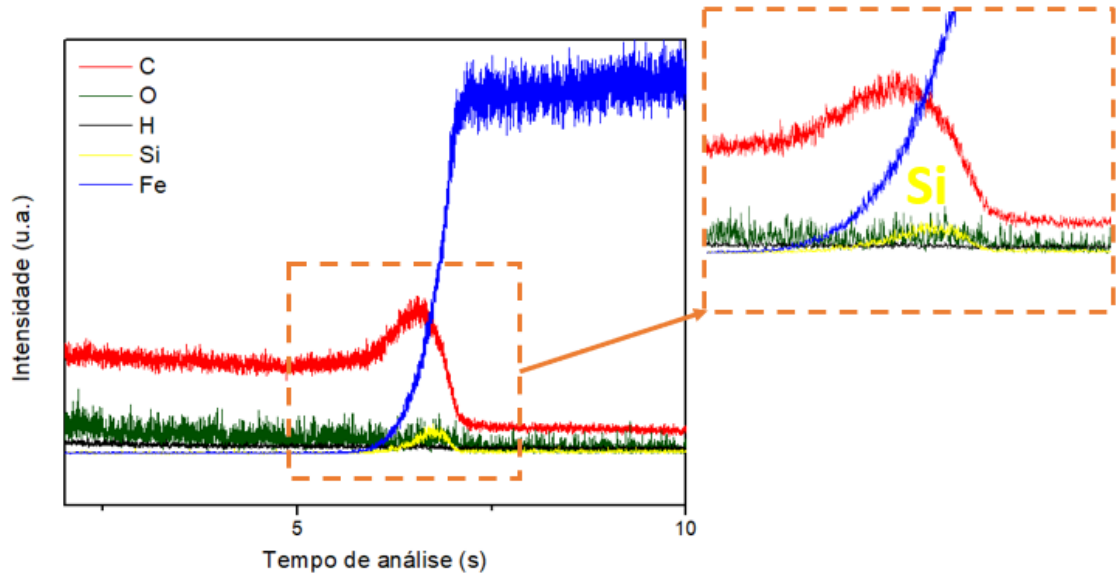 C
O
H
Si
Fe
Si
Intensidade (u.a.)
5
10
Tempo de análise (s)